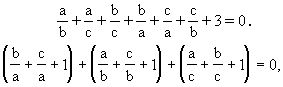 a/b + a/c + b/c + b/a + c/a + c/b + 3 = 0.
(b/a + c/a + 1) + (a/b + c/b + 1) + (a/c + b/c + 1) = 0,